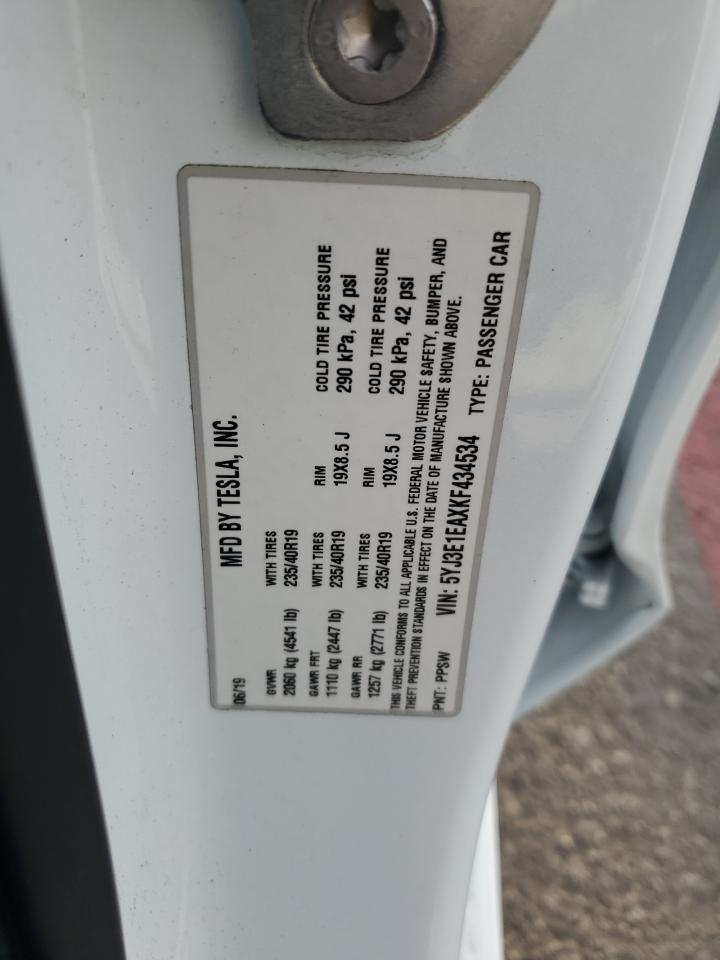 MFD BY TESLA, INC.
06/19
GVWR WITH TIRES
2060 kg (4541 lb) 235/40R19
GAWR FRT WITH TIRES RIM COLD TIRE PRESSURE
1110 kg (2447 lb) 235/40R19 19X8.5 J 290 kPa, 42 psi
GAWR RR WITH TIRES RIM COLD TIRE PRESSURE
1257 kg (2771 lb) 235/40R19 19X8.5 J 290 kPa, 42 psi
THIS VEHICLE CONFORMS TO ALL APPLICABLE U.S. FEDERAL MOTOR VEHICLE SAFETY, BUMPER, AND
THEFT PREVENTION STANDARDS IN EFFECT ON THE DATE OF MANUFACTURE SHOWN ABOVE.
PNT: PPSW VIN: 5YJ3E1EAXKF434534 TYPE: PASSENGER CAR